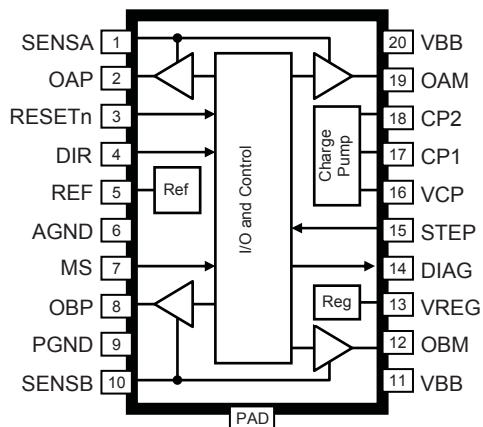 SENSA 1 20 VBB
OAP 2 19 OAM
RESETn 3 18 CP2
DIR 4 17 CP1
REF 5 Ref 16 VCP
AGND 6 15 STEP
MS 7 14 DIAG
OBP 8 Reg 13 VREG
PGND 9 12 OBM
SENSB 10 11 VBB
I/O and Control
Charge
Pump
PAD